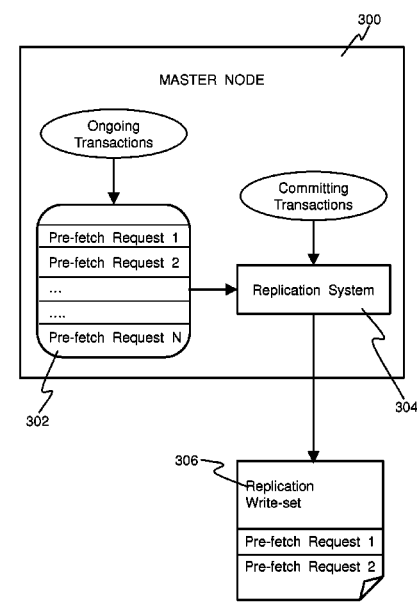 300
MASTER NODE
Ongoing
Transactions
Committing
Transactions
Pre-fetch Request 1
Pre-fetch Request 2
...
....
Pre-fetch Request N
Replication System
302
304
306
Replication
Write-set
Pre-fetch Request 1
Pre-fetch Request 2